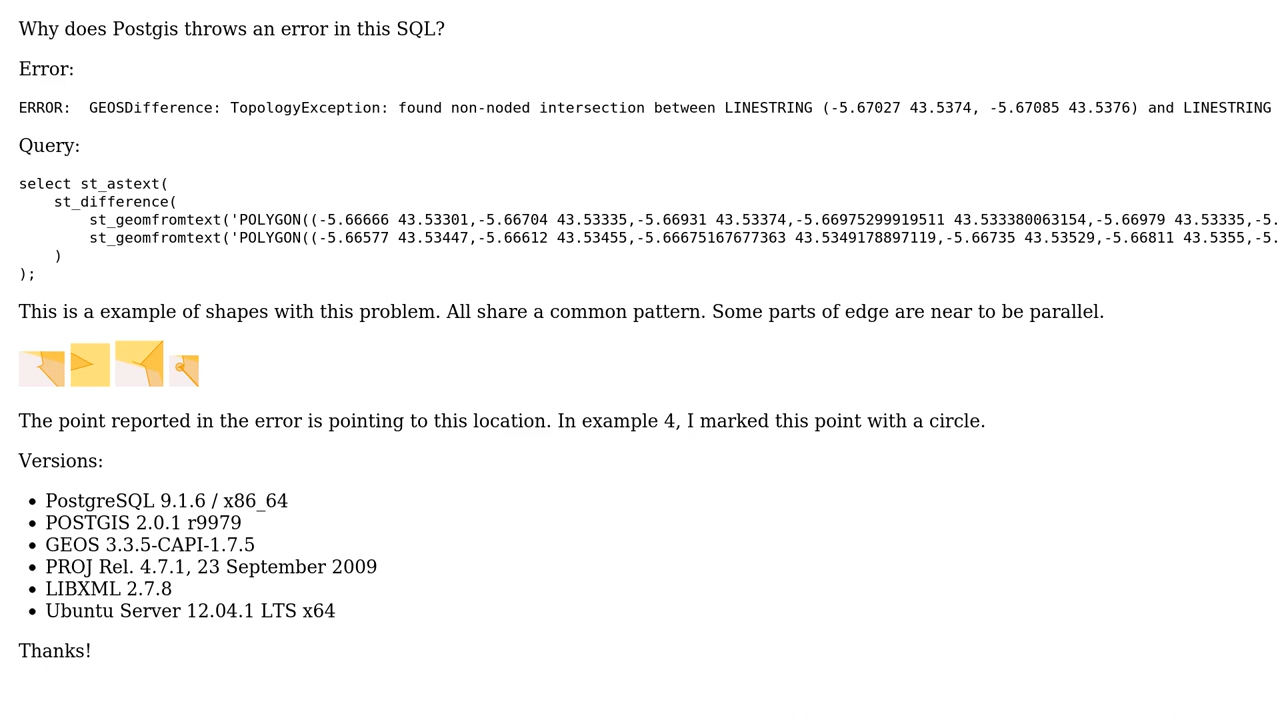 Why does Postgis throws an error in this SQL?
Error:
ERROR:  GEOSDifference: TopologyException: found non-noded intersection between LINESTRING (-5.67027 43.5374, -5.67085 43.5376) and LINESTRING
Query:
select st_astext(
    st_difference(
        st_geomfromtext('POLYGON((-5.66666 43.53301,-5.66704 43.53335,-5.66931 43.53374,-5.66975299919511 43.533380063154,-5.66979 43.53335,-5.
        st_geomfromtext('POLYGON((-5.66577 43.53447,-5.66612 43.53455,-5.66675167677363 43.5349178897119,-5.66735 43.53529,-5.66811 43.5355,-5.
    )
);
This is a example of shapes with this problem. All share a common pattern. Some parts of edge are near to be parallel.
The point reported in the error is pointing to this location. In example 4, I marked this point with a circle.
Versions:
• PostgreSQL 9.1.6 / x86_64
• POSTGIS 2.0.1 r9979
• GEOS 3.3.5-CAPI-1.7.5
• PROJ Rel. 4.7.1, 23 September 2009
• LIBXML 2.7.8
• Ubuntu Server 12.04.1 LTS x64
Thanks!